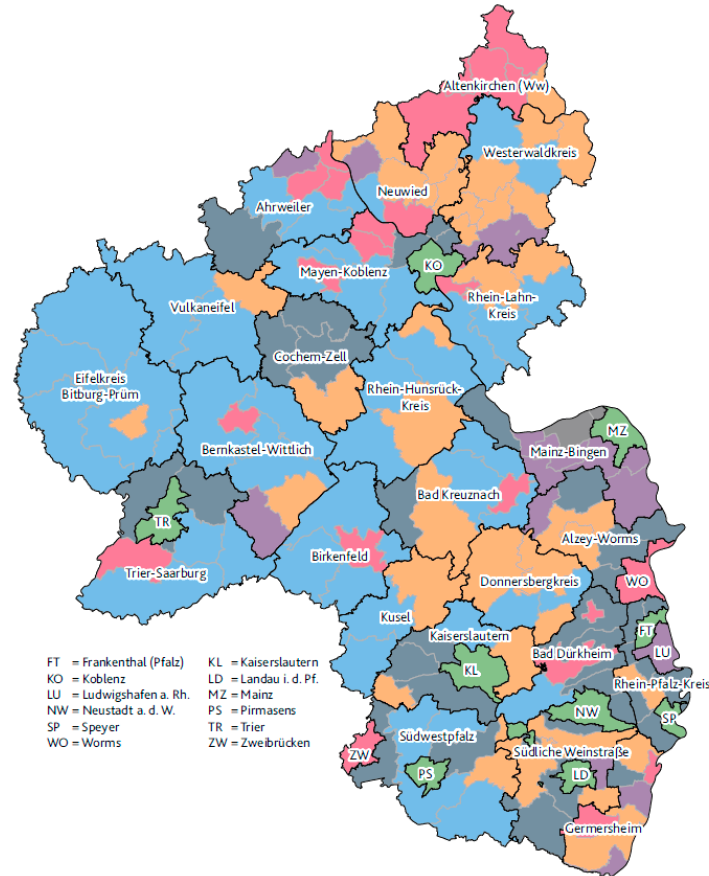 Altenkirchen (Ww)
Westerwaldkreis
Neuwied
Ahrweiler
KO
Mayen-Koblenz
Rhein-Lahn-
Kreis
Vulkaneifel
Cochem-Zell
Eifelkreis
Bitburg-Prüm
Rhein-Hunsrück-
Kreis
MZ
Bernkastel-Wittlich
Mainz-Bingen
Bad Kreuznach
TR
Alzey-Worms
Birkenfeld
Trier-Saarburg
Donnersbergkreis
WO
Kusel
Kaiserslautern
FT
LU
Bad Dürkheim
KL
Rhein-Pfalz-Kreis
NW
SP
Südwestpfalz
Südliche Weinstraße
ZW
PS
LD
Germersheim
FT = Frankenthal (Pfalz)
KO = Koblenz
LU = Ludwigshafen a. Rh.
NW = Neustadt a. d. W.
SP = Speyer
WO = Worms
KL = Kaiserslautern
LD = Landau i. d. Pf.
MZ = Mainz
PS = Pirmasens
TR = Trier
ZW = Zweibrücken